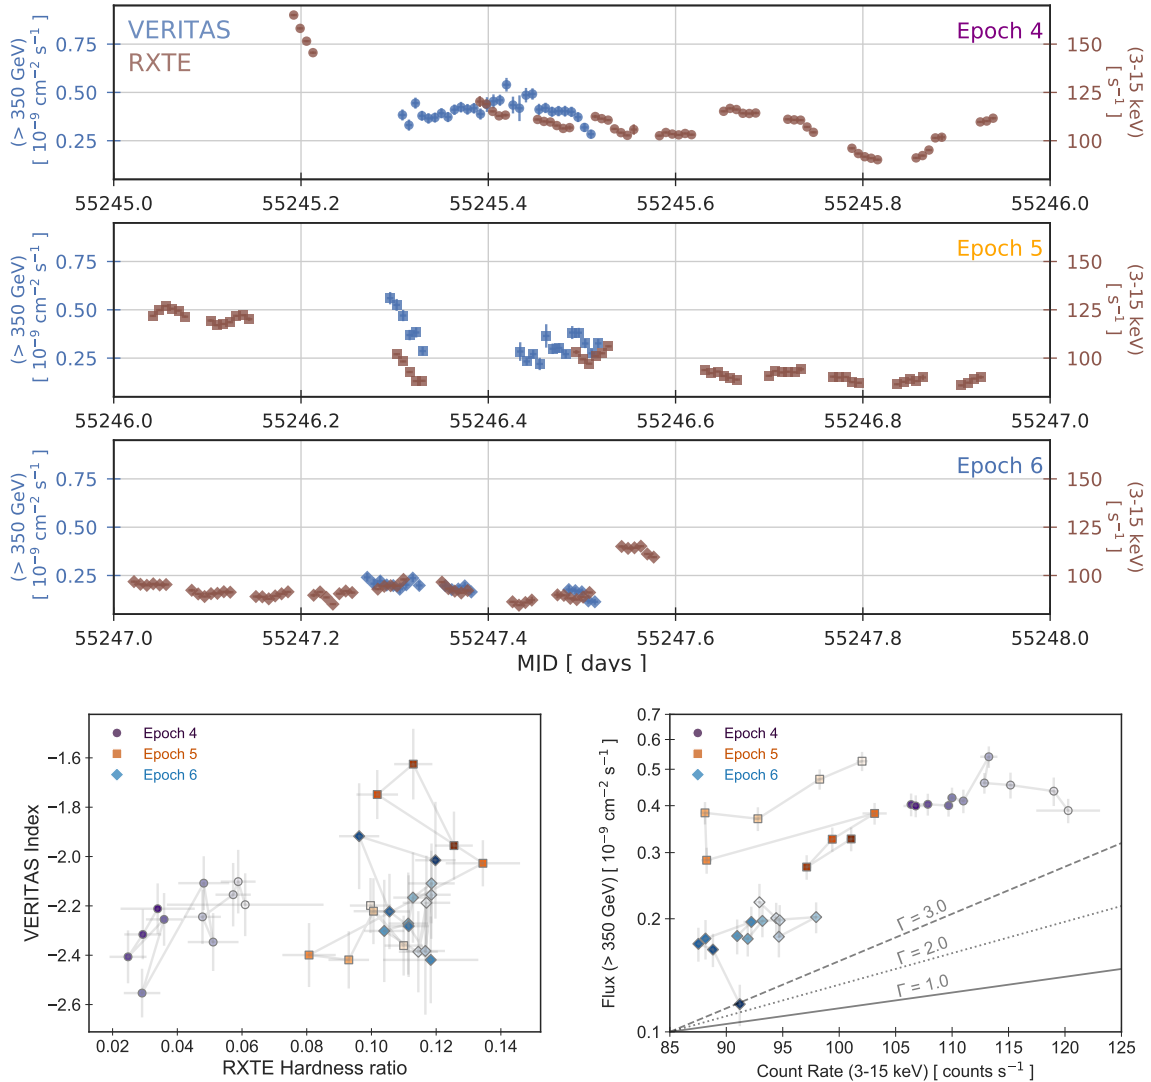 VERITAS
RXTE
Epoch 4
(> 350 GeV)
[ 10⁻⁹ cm⁻² s⁻¹ ]
0.75
0.50
0.25
150
125
100
(3-15 keV)
[ s⁻¹ ]
55245.0 55245.2 55245.4 55245.6 55245.8 55246.0
Epoch 5
(> 350 GeV)
[ 10⁻⁹ cm⁻² s⁻¹ ]
0.75
0.50
0.25
150
125
100
(3-15 keV)
[ s⁻¹ ]
55246.0 55246.2 55246.4 55246.6 55246.8 55247.0
Epoch 6
(> 350 GeV)
[ 10⁻⁹ cm⁻² s⁻¹ ]
0.75
0.50
0.25
150
125
100
(3-15 keV)
[ s⁻¹ ]
55247.0 55247.2 55247.4 55247.6 55247.8 55248.0
MJD [ days ]
Epoch 4
Epoch 5
Epoch 6
VERITAS Index
−1.6
−1.8
−2.0
−2.2
−2.4
−2.6
0.02 0.04 0.06 0.08 0.10 0.12 0.14
RXTE Hardness ratio
Epoch 4
Epoch 5
Epoch 6
Flux (> 350 GeV) [ 10⁻⁹ cm⁻² s⁻¹ ]
0.7
0.6
0.5
0.4
0.3
0.2
0.1
Γ = 3.0
Γ = 2.0
Γ = 1.0
85 90 95 100 105 110 115 120 125
Count Rate (3-15 keV) [ counts s⁻¹ ]